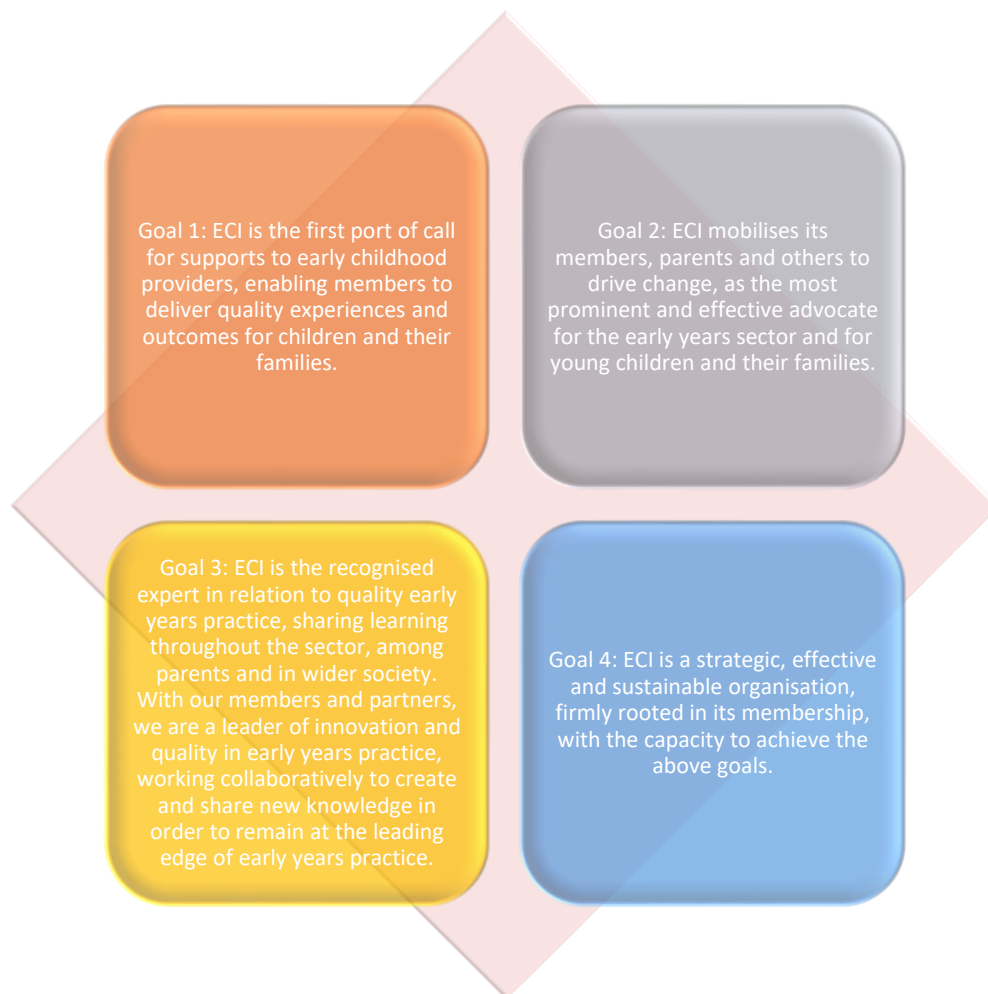 Goal 1: ECI is the first port of call
for supports to early childhood
providers, enabling members to
deliver quality experiences and
outcomes for children and their
families.
Goal 2: ECI mobilises its
members, parents and others to
drive change, as the most
prominent and effective advocate
for the early years sector and for
young children and their families.
Goal 3: ECI is the recognised
expert in relation to quality early
years practice, sharing learning
throughout the sector, among
parents and in wider society.
With our members and partners,
we are a leader of innovation and
quality in early years practice,
working collaboratively to create
and share new knowledge in
order to remain at the leading
edge of early years practice.
Goal 4: ECI is a strategic, effective
and sustainable organisation,
firmly rooted in its membership,
with the capacity to achieve the
above goals.